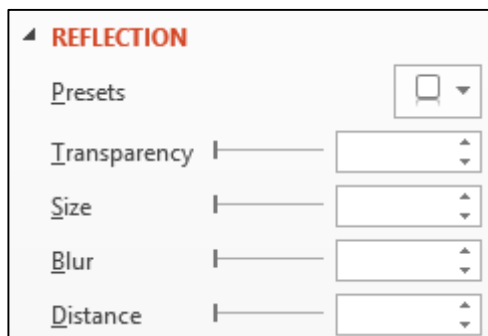 REFLECTION
Presets
Transparency
Size
Blur
Distance